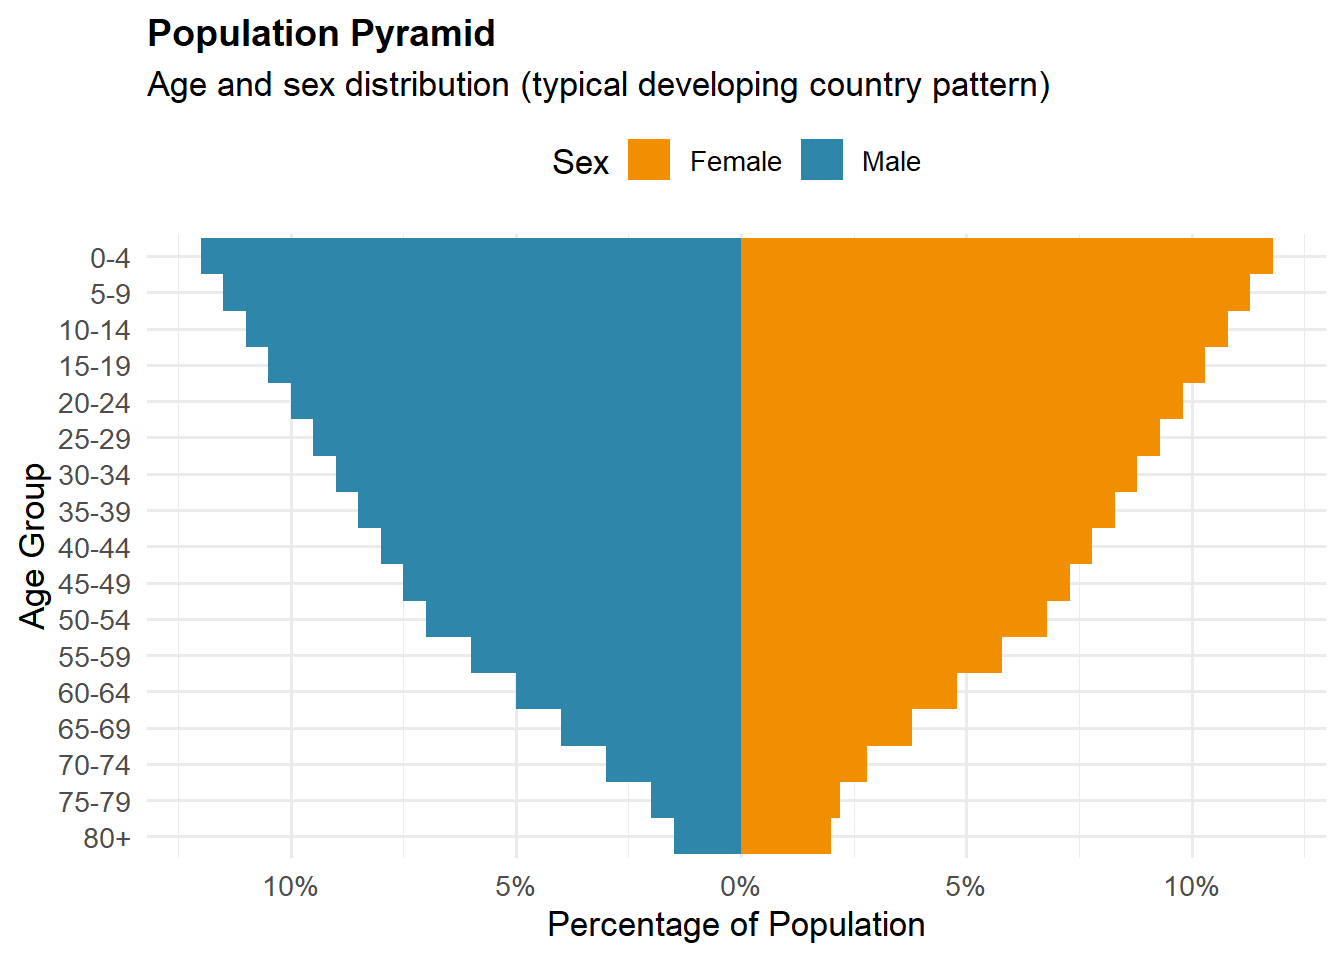 Population Pyramid
Age and sex distribution (typical developing country pattern)
Sex Female Male
0-4
5-9
10-14
15-19
20-24
25-29
30-34
35-39
40-44
45-49
50-54
55-59
60-64
65-69
70-74
75-79
80+
Age Group
10% 5% 0% 5% 10%
Percentage of Population